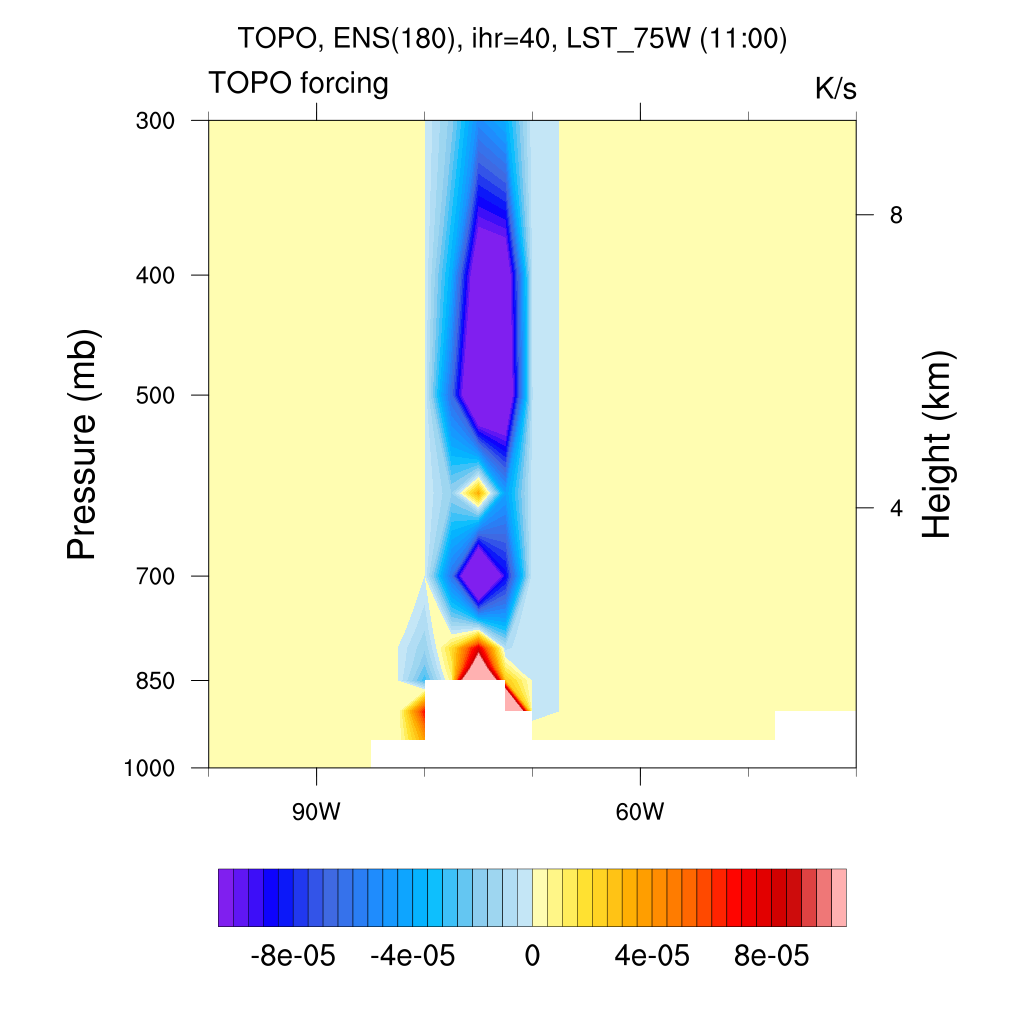 TOPO, ENS(180), ihr=40, LST_75W (11:00)
TOPO forcing
K/s
300
400
500
700
850
1000
Pressure (mb)
8
4
Height (km)
90W
60W
-8e-05
-4e-05
0
4e-05
8e-05